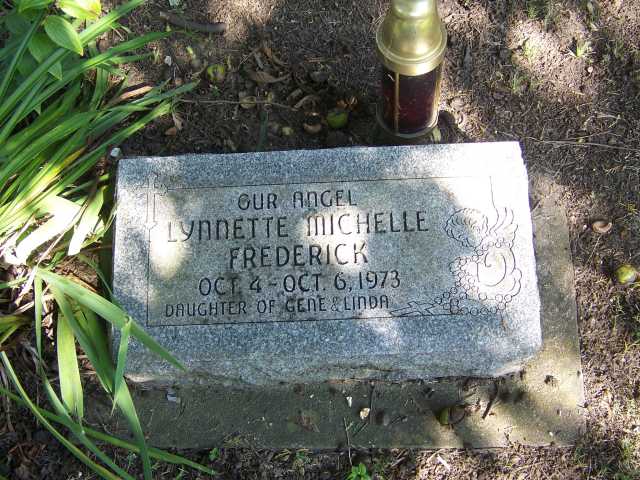 OUR ANGEL
LYNNETTE MICHELLE
FREDERICK
OCT. 4 - OCT. 6, 1973
DAUGHTER OF GENE & LINDA